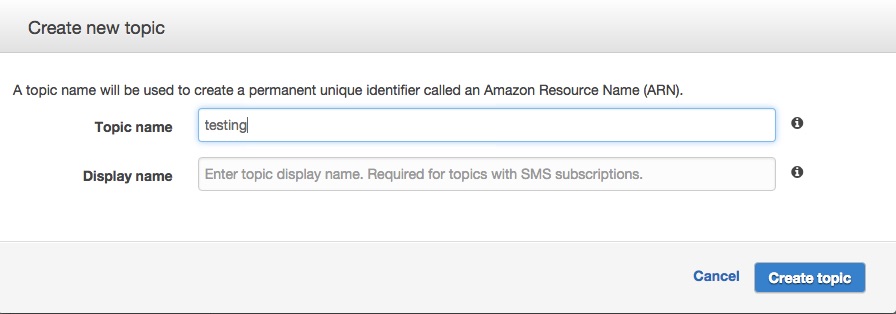 Create new topic
A topic name will be used to create a permanent unique identifier called an Amazon Resource Name (ARN).
Topic name testing
Display name Enter topic display name. Required for topics with SMS subscriptions.
Cancel Create topic